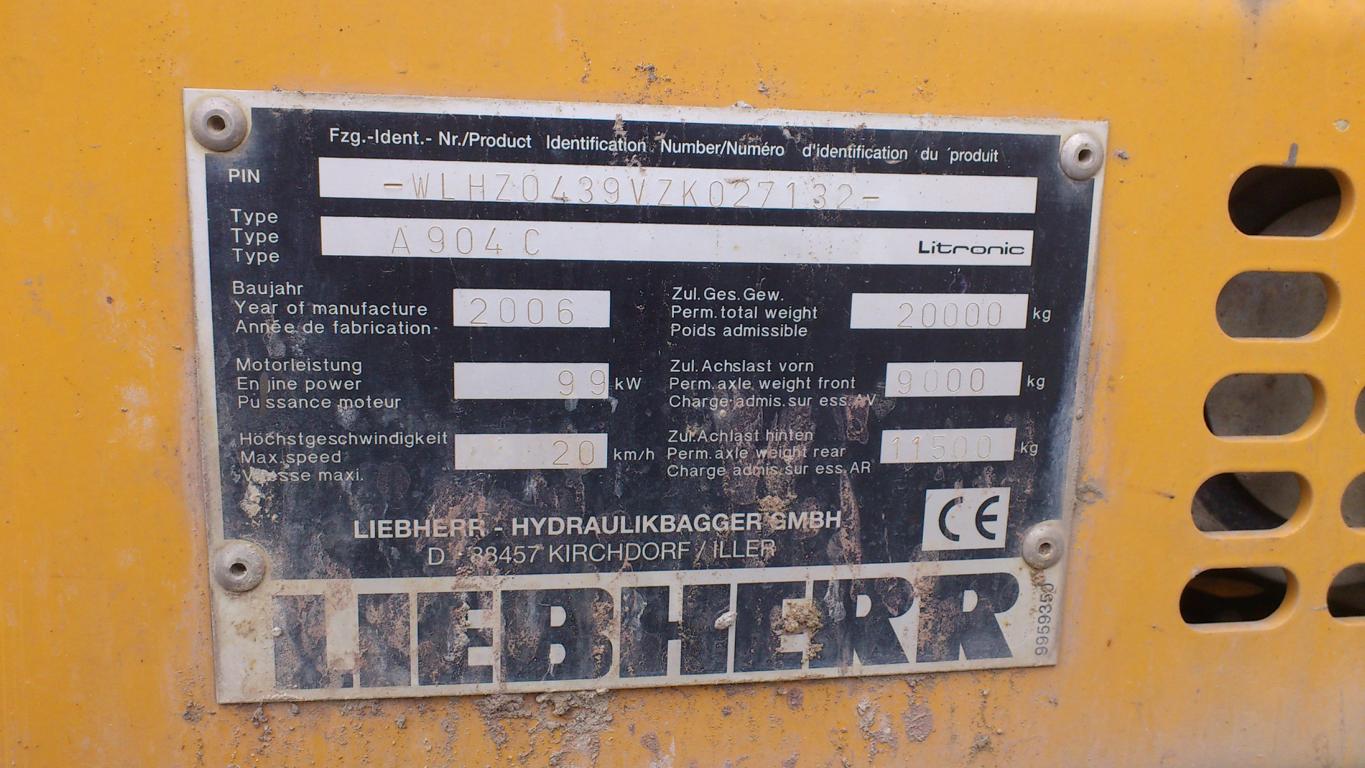 Fzg.-Ident.- Nr./Product Identification Number/Numéro d'identification du produit
PIN -WLHZ0439VZK027132-
Type
Type A 904 C Litronic
Type
Baujahr
Year of manufacture 2006
Année de fabrication
Zul.Ges.Gew.
Perm.total weight 20000 kg
Poids admissible
Motorleistung
Engine power 99 kW
Puissance moteur
Zul.Achslast vorn
Perm.axle weight front 9000 kg
Charge admis.sur ess.AV
Höchstgeschwindigkeit
Max.speed 20 km/h
Vitesse maxi.
Zul.Achlast hinten
Perm.axle weight rear 11500 kg
Charge admis.sur ess.AR
CE
LIEBHERR - HYDRAULIKBAGGER GMBH
D - 88457 KIRCHDORF / ILLER
LIEBHERR
9959350